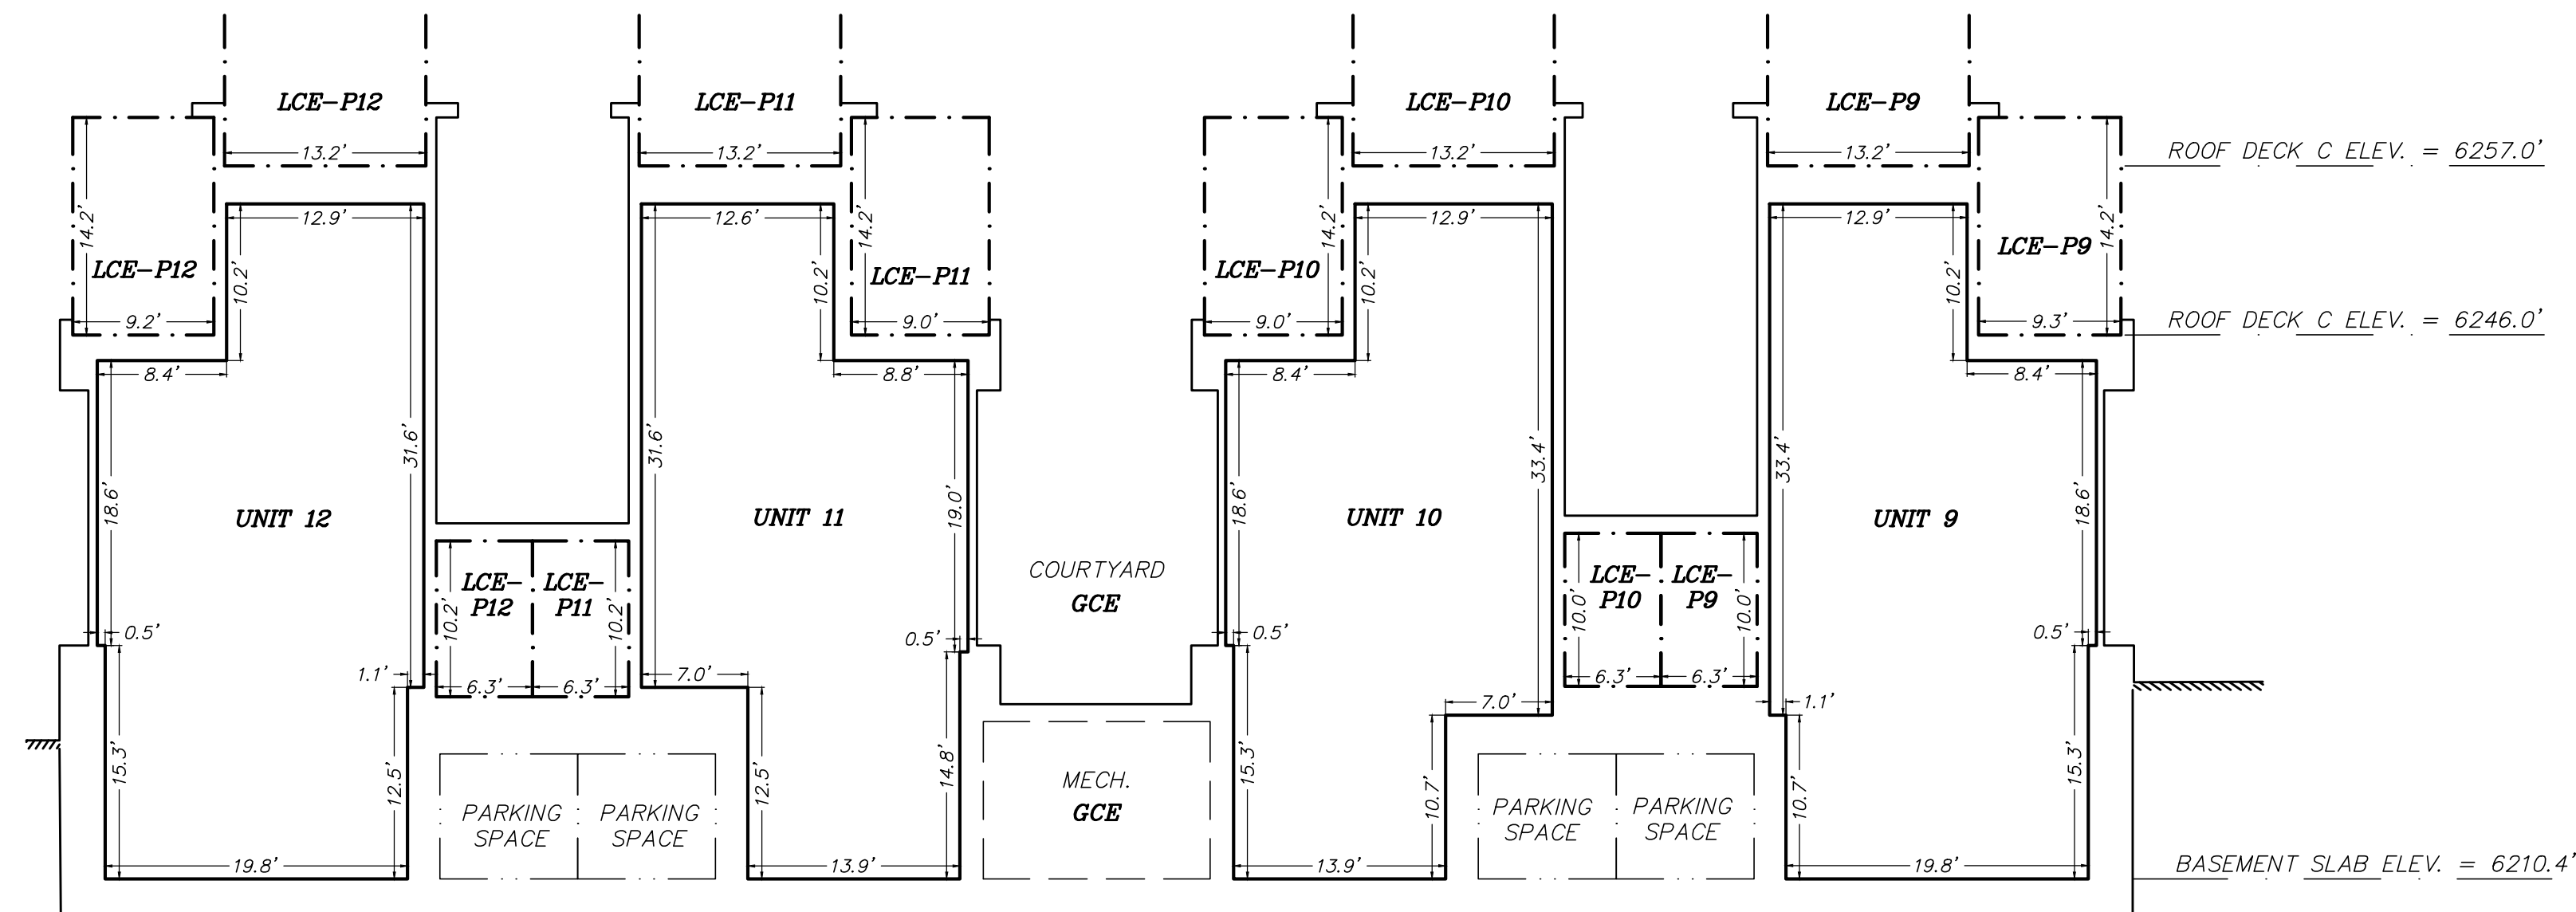 LCE-P12
LCE-P11
LCE-P10
LCE-P9
13.2'
13.2'
13.2'
13.2'
ROOF DECK C ELEV. = 6257.0'
12.9'
12.6'
12.9'
12.9'
14.2'
14.2'
14.2'
14.2'
LCE-P12
LCE-P11
LCE-P10
LCE-P9
10.2'
10.2'
10.2'
10.2'
9.2'
9.0'
9.0'
9.3'
ROOF DECK C ELEV. = 6246.0'
8.4'
8.8'
8.4'
8.4'
31.6'
31.6'
33.4'
33.4'
18.6'
19.0'
18.6'
18.6'
UNIT 12
UNIT 11
UNIT 10
UNIT 9
COURTYARD
GCE
LCE-
P12
LCE-
P11
LCE-
P10
LCE-
P9
10.2'
10.2'
10.0'
10.0'
0.5'
0.5'
0.5'
0.5'
1.1'
6.3'
6.3'
7.0'
6.3'
6.3'
7.0'
1.1'
15.3'
12.5'
12.5'
14.8'
15.3'
10.7'
10.7'
15.3'
PARKING
SPACE
PARKING
SPACE
MECH.
GCE
PARKING
SPACE
PARKING
SPACE
19.8'
13.9'
13.9'
19.8'
BASEMENT SLAB ELEV. = 6210.4'